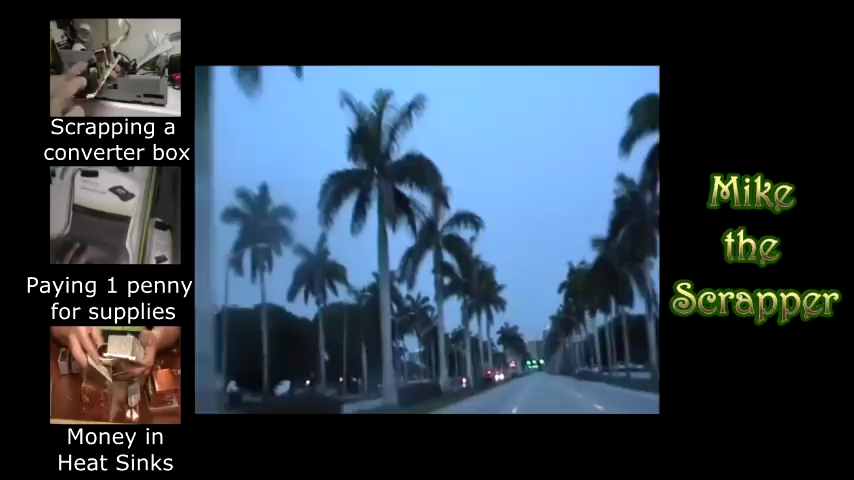 Scrapping a
converter box
Paying 1 penny
for supplies
Money in
Heat Sinks
Mike
the
Scrapper